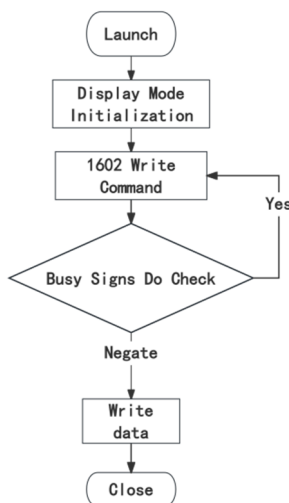 Launch
Display Mode
Initialization
1602 Write
Command
Yes
Busy Signs Do Check
Negate
Write
data
Close